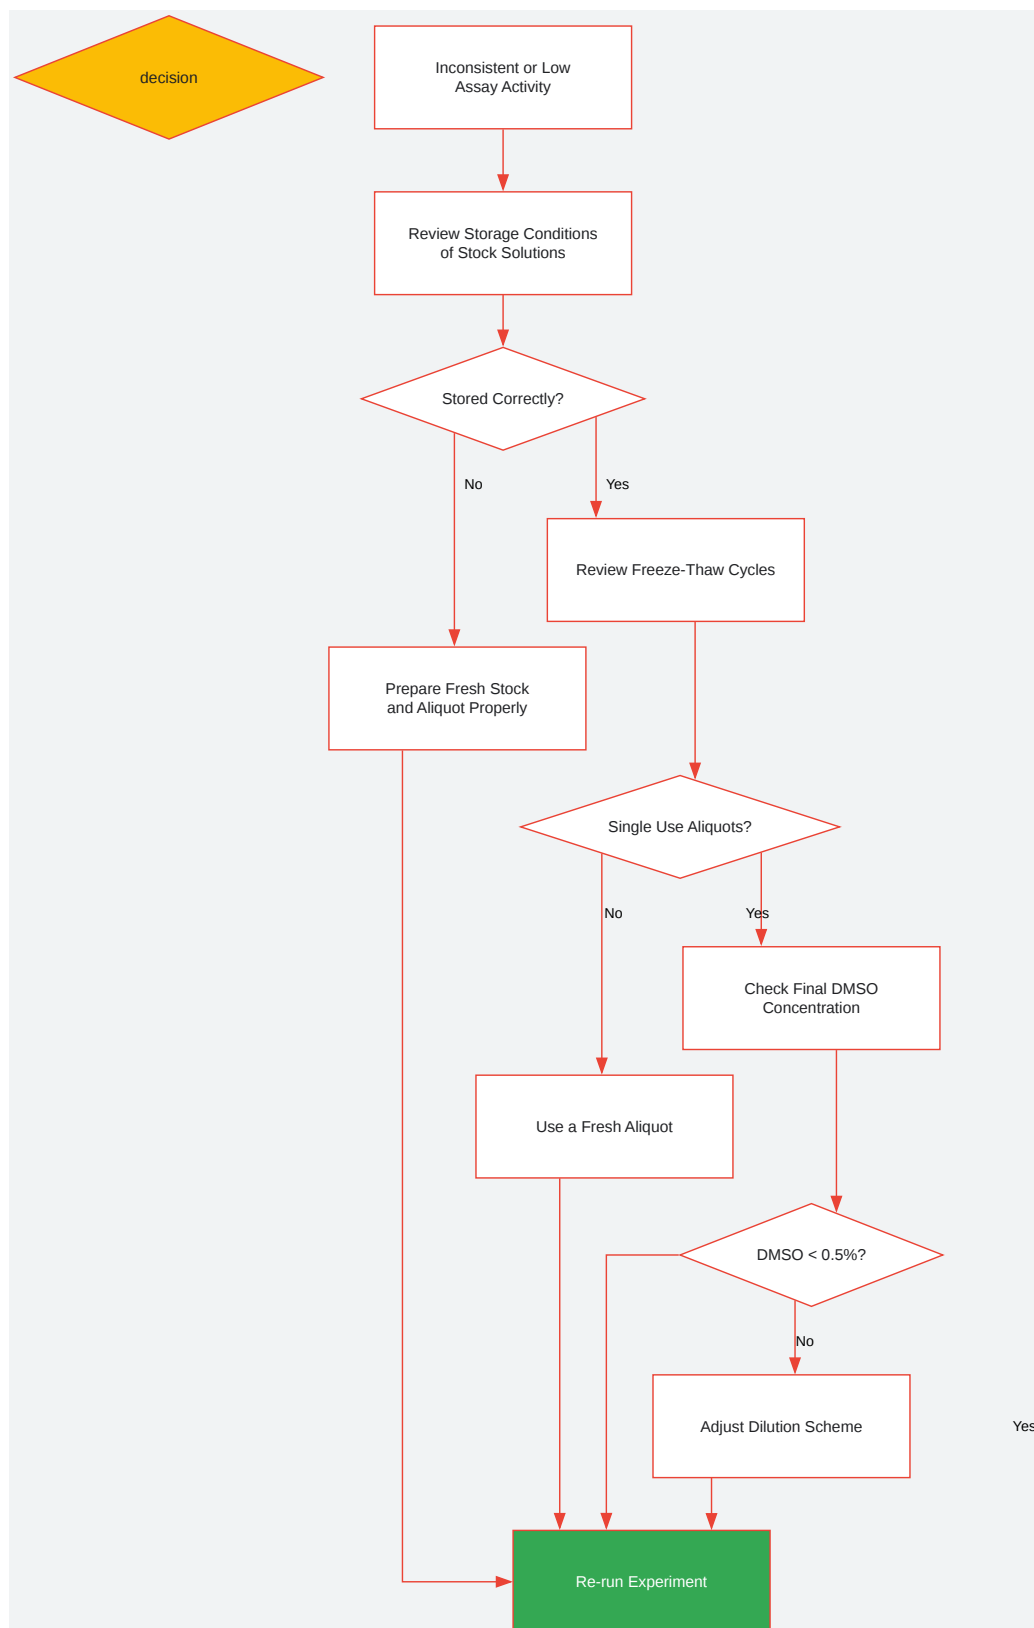 decision
Inconsistent or Low
Assay Activity
Review Storage Conditions
of Stock Solutions
Stored Correctly?
No
Yes
Review Freeze-Thaw Cycles
Prepare Fresh Stock
and Aliquot Properly
Single Use Aliquots?
No
Yes
Check Final DMSO
Concentration
Use a Fresh Aliquot
DMSO < 0.5%?
No
Adjust Dilution Scheme
Yes
Re-run Experiment